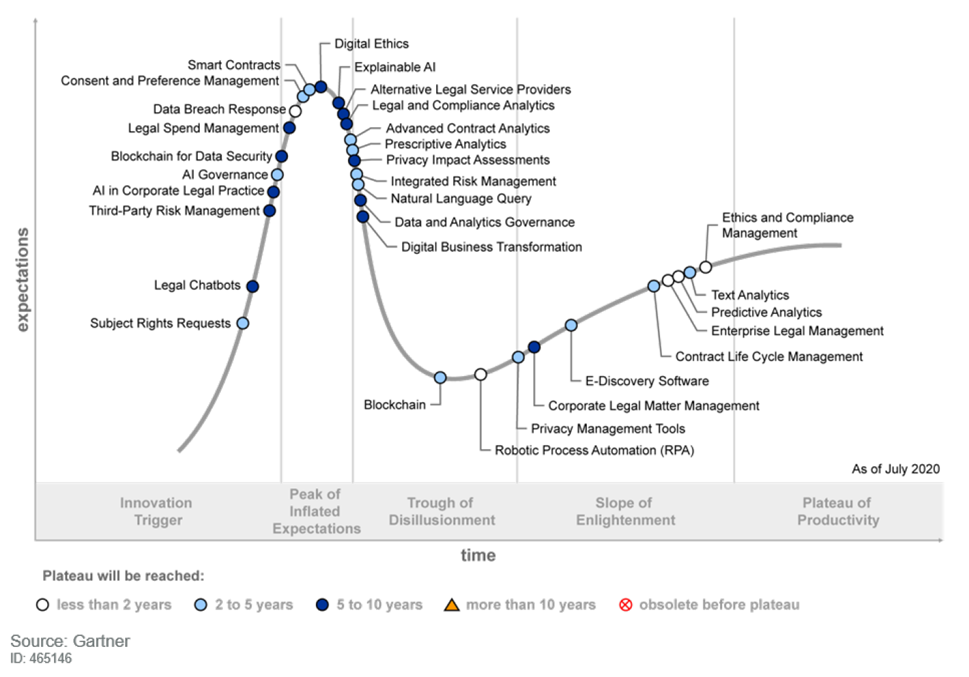 Digital Ethics
Smart Contracts
Explainable AI
Consent and Preference Management
Alternative Legal Service Providers
Data Breach Response
Legal and Compliance Analytics
Legal Spend Management
Advanced Contract Analytics
Prescriptive Analytics
Blockchain for Data Security
Privacy Impact Assessments
AI Governance
Integrated Risk Management
AI in Corporate Legal Practice
Natural Language Query
Third-Party Risk Management
Data and Analytics Governance
Digital Business Transformation
Ethics and Compliance
Management
expectations
Legal Chatbots
Text Analytics
Predictive Analytics
Subject Rights Requests
Enterprise Legal Management
Contract Life Cycle Management
E-Discovery Software
Blockchain
Corporate Legal Matter Management
Privacy Management Tools
Robotic Process Automation (RPA)
As of July 2020
Innovation
Trigger
Peak of
Inflated
Expectations
Trough of
Disillusionment
Slope of
Enlightenment
Plateau of
Productivity
time
Plateau will be reached:
less than 2 years
2 to 5 years
5 to 10 years
more than 10 years
obsolete before plateau
Source: Gartner
ID: 465146